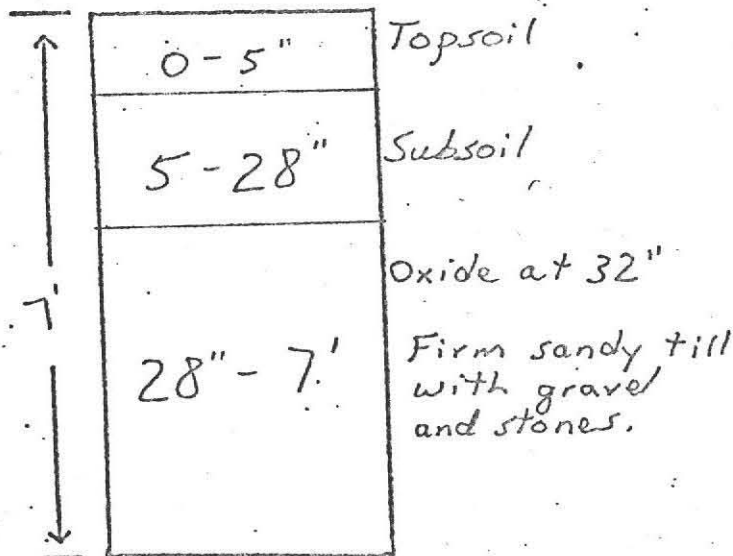 0-5" Topsoil
5-28" Subsoil
Oxide at 32"
7'
28"-7' Firm sandy till
with gravel
and stones.